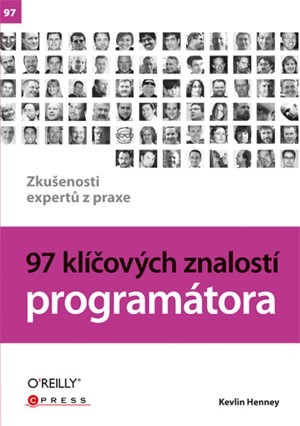 97
Zkušenosti
expertů z praxe
97 klíčových znalostí
programátora
O'REILLY®
CPRESS
Kevlin Henney